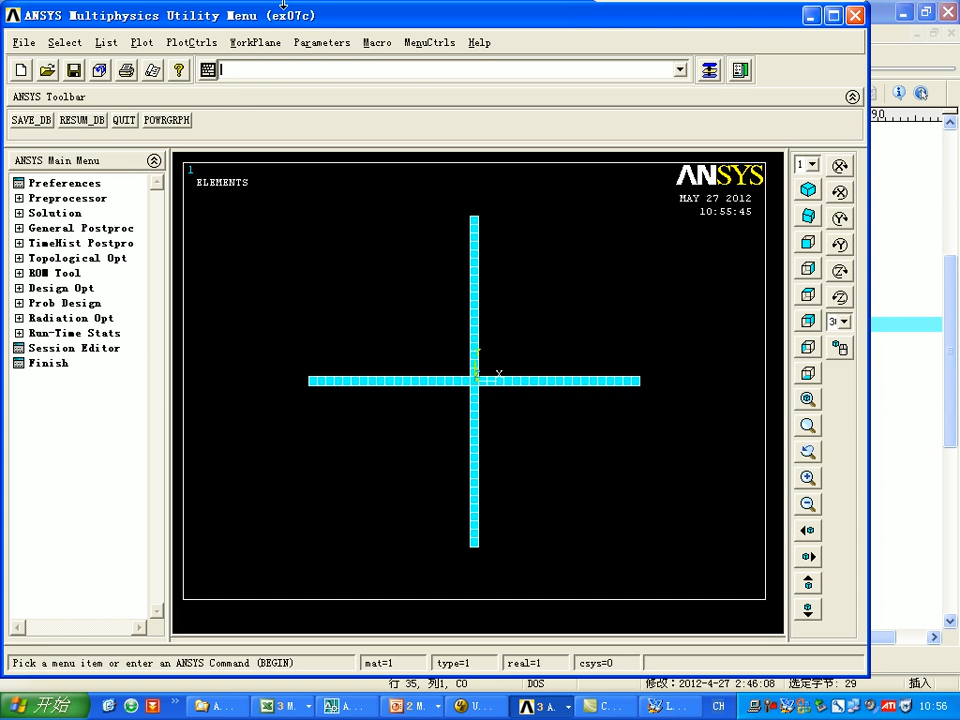 ANSYS Multiphysics Utility Menu (ex07c)
File Select List Plot PlotCtrls WorkPlane Parameters Macro MenuCtrls Help
ANSYS Toolbar
SAVE_DB RESUM_DB QUIT POWRGRPH
90
ANSYS Main Menu
Preferences
Preprocessor
Solution
General Postproc
TimeHist Postpro
Topological Opt
ROM Tool
Design Opt
Prob Design
Radiation Opt
Run-Time Stats
Session Editor
Finish
1
ELEMENTS
ANSYS
MAY 27 2012
10:55:45
X
1
Pick a menu item or enter an ANSYS Command (BEGIN)
mat=1
type=1
real=1
csys=0
行 35, 列1, C0
DOS
修改: 2012-4-27 2:46:08
选定字节: 29
插入
开始
A...
3 M.
A...
2 M.
U...
3 A.
C...
L...
CH
10:56